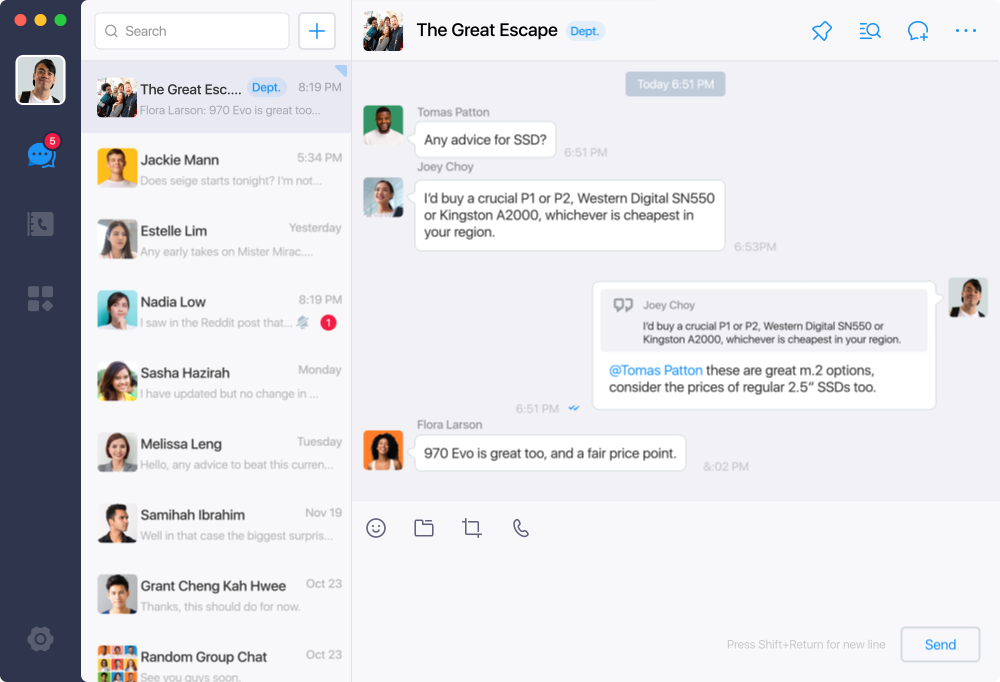 Search
The Great Escape Dept.
5
The Great Esc.... Dept. 8:19 PM
Flora Larson: 970 Evo is great too...
Jackie Mann 5:34 PM
Does seige starts tonight? I'm not...
Estelle Lim Yesterday
Any early takes on Mister Mirac....
Nadia Low 8:19 PM
I saw in the Reddit post that... 1
Sasha Hazirah Monday
I have updated but no change in ...
Melissa Leng Tuesday
Hello, any advice to beat this curren...
Samihah Ibrahim Nov 19
Well in that case the biggest surpris...
Grant Cheng Kah Hwee Oct 23
Thanks, this should do for now.
Random Group Chat Oct 23
See you guys soon.
Today 6:51 PM
Tomas Patton
Any advice for SSD?
6:51 PM
Joey Choy
I'd buy a crucial P1 or P2, Western Digital SN550
or Kingston A2000, whichever is cheapest in
your region.
6:53PM
Joey Choy
I'd buy a crucial P1 or P2, Western Digital SN550 or
Kingston A2000, whichever is cheapest in your region.
@Tomas Patton these are great m.2 options,
consider the prices of regular 2.5" SSDs too.
6:51 PM
Flora Larson
970 Evo is great too, and a fair price point.
&:02 PM
Press Shift+Return for new line
Send